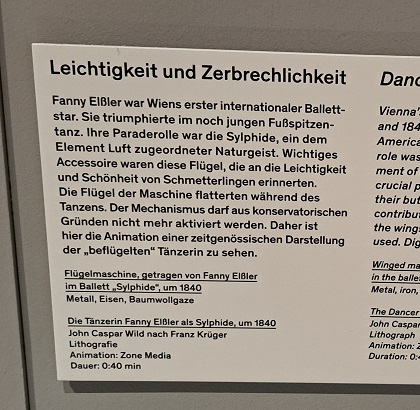 Leichtigkeit und Zerbrechlichkeit
Fanny Elßler war Wiens erster internationaler Ballett-
star. Sie triumphierte im noch jungen Fußspitzen-
tanz. Ihre Paraderolle war die Sylphide, ein dem
Element Luft zugeordneter Naturgeist. Wichtiges
Accessoire waren diese Flügel, die an die Leichtigkeit
und Schönheit von Schmetterlingen erinnerten.
Die Flügel der Maschine flatterten während des
Tanzens. Der Mechanismus darf aus konservatorischen
Gründen nicht mehr aktiviert werden. Daher ist
hier die Animation einer zeitgenössischen Darstellung
der „beflügelten“ Tänzerin zu sehen.
Flügelmaschine, getragen von Fanny Elßler
im Ballett „Sylphide“, um 1840
Metall, Eisen, Baumwollgaze
Die Tänzerin Fanny Elßler als Sylphide, um 1840
John Caspar Wild nach Franz Krüger
Lithografie
Animation: Zone Media
Dauer: 0:40 min
Vienna's
and 184
America
role was
ment of
crucial p
their but
contribu
the wing
used. Dig
Winged ma
in the balle
Metal, iron,
The Dancer
John Caspar
Lithograph
Animation: Z
Duration: 0:4